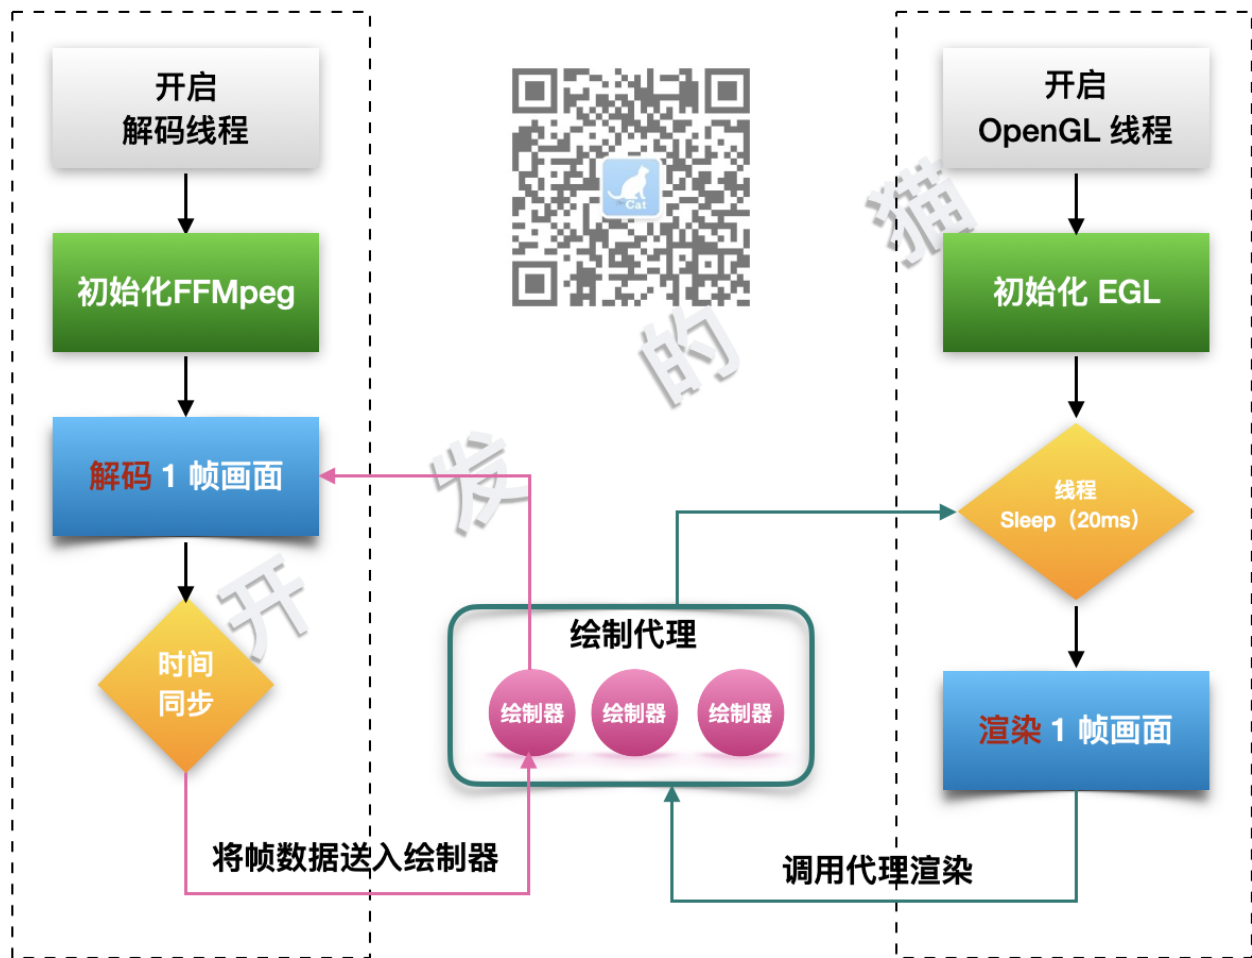 开启
解码线程
初始化FFMpeg
解码 1 帧画面
时间
同步
将帧数据送入绘制器
Cat
开发的猫
绘制代理
绘制器 绘制器 绘制器
开启
OpenGL 线程
初始化 EGL
线程
Sleep（20ms）
渲染 1 帧画面
调用代理渲染